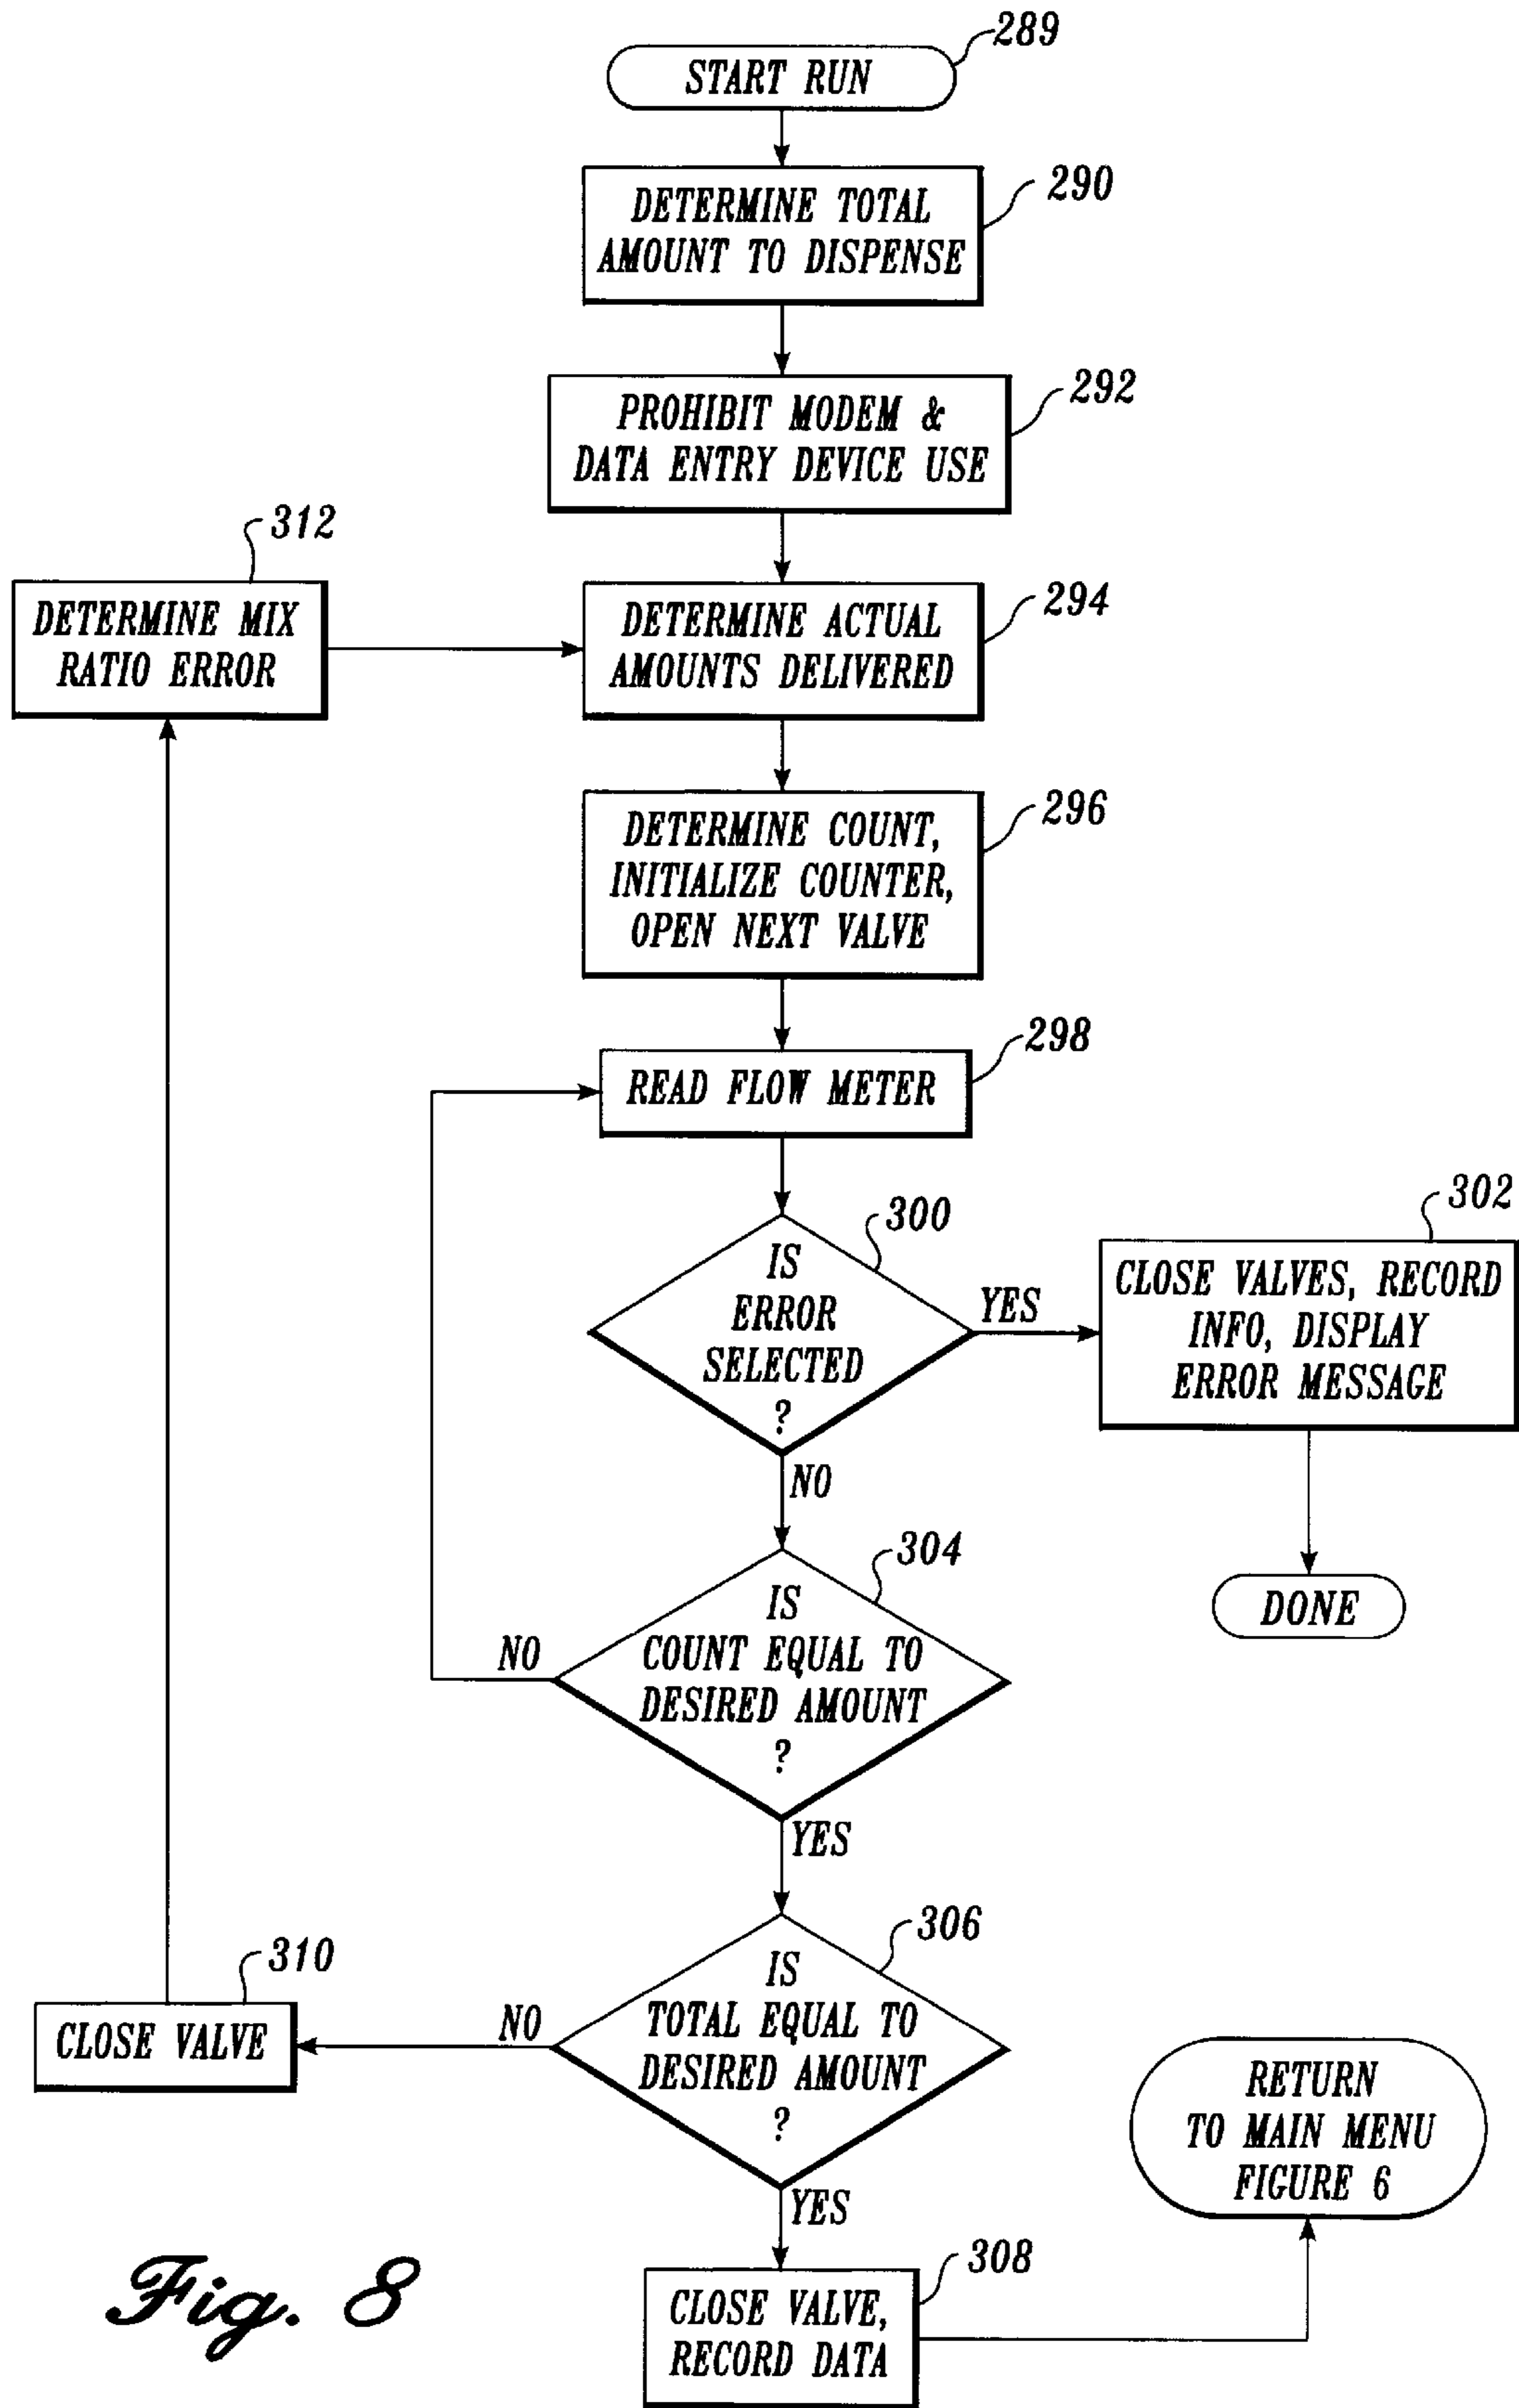 289
START RUN
290
DETERMINE TOTAL
AMOUNT TO DISPENSE
292
PROHIBIT MODEM &
DATA ENTRY DEVICE USE
312
DETERMINE MIX
RATIO ERROR
294
DETERMINE ACTUAL
AMOUNTS DELIVERED
296
DETERMINE COUNT,
INITIALIZE COUNTER,
OPEN NEXT VALVE
298
READ FLOW METER
300
IS
ERROR
SELECTED
?
YES
302
CLOSE VALVES, RECORD
INFO, DISPLAY
ERROR MESSAGE
NO
DONE
304
IS
COUNT EQUAL TO
DESIRED AMOUNT
?
NO
YES
306
IS
TOTAL EQUAL TO
DESIRED AMOUNT
?
NO
310
CLOSE VALVE
YES
RETURN
TO MAIN MENU
FIGURE 6
308
CLOSE VALVE,
RECORD DATA
Fig. 8